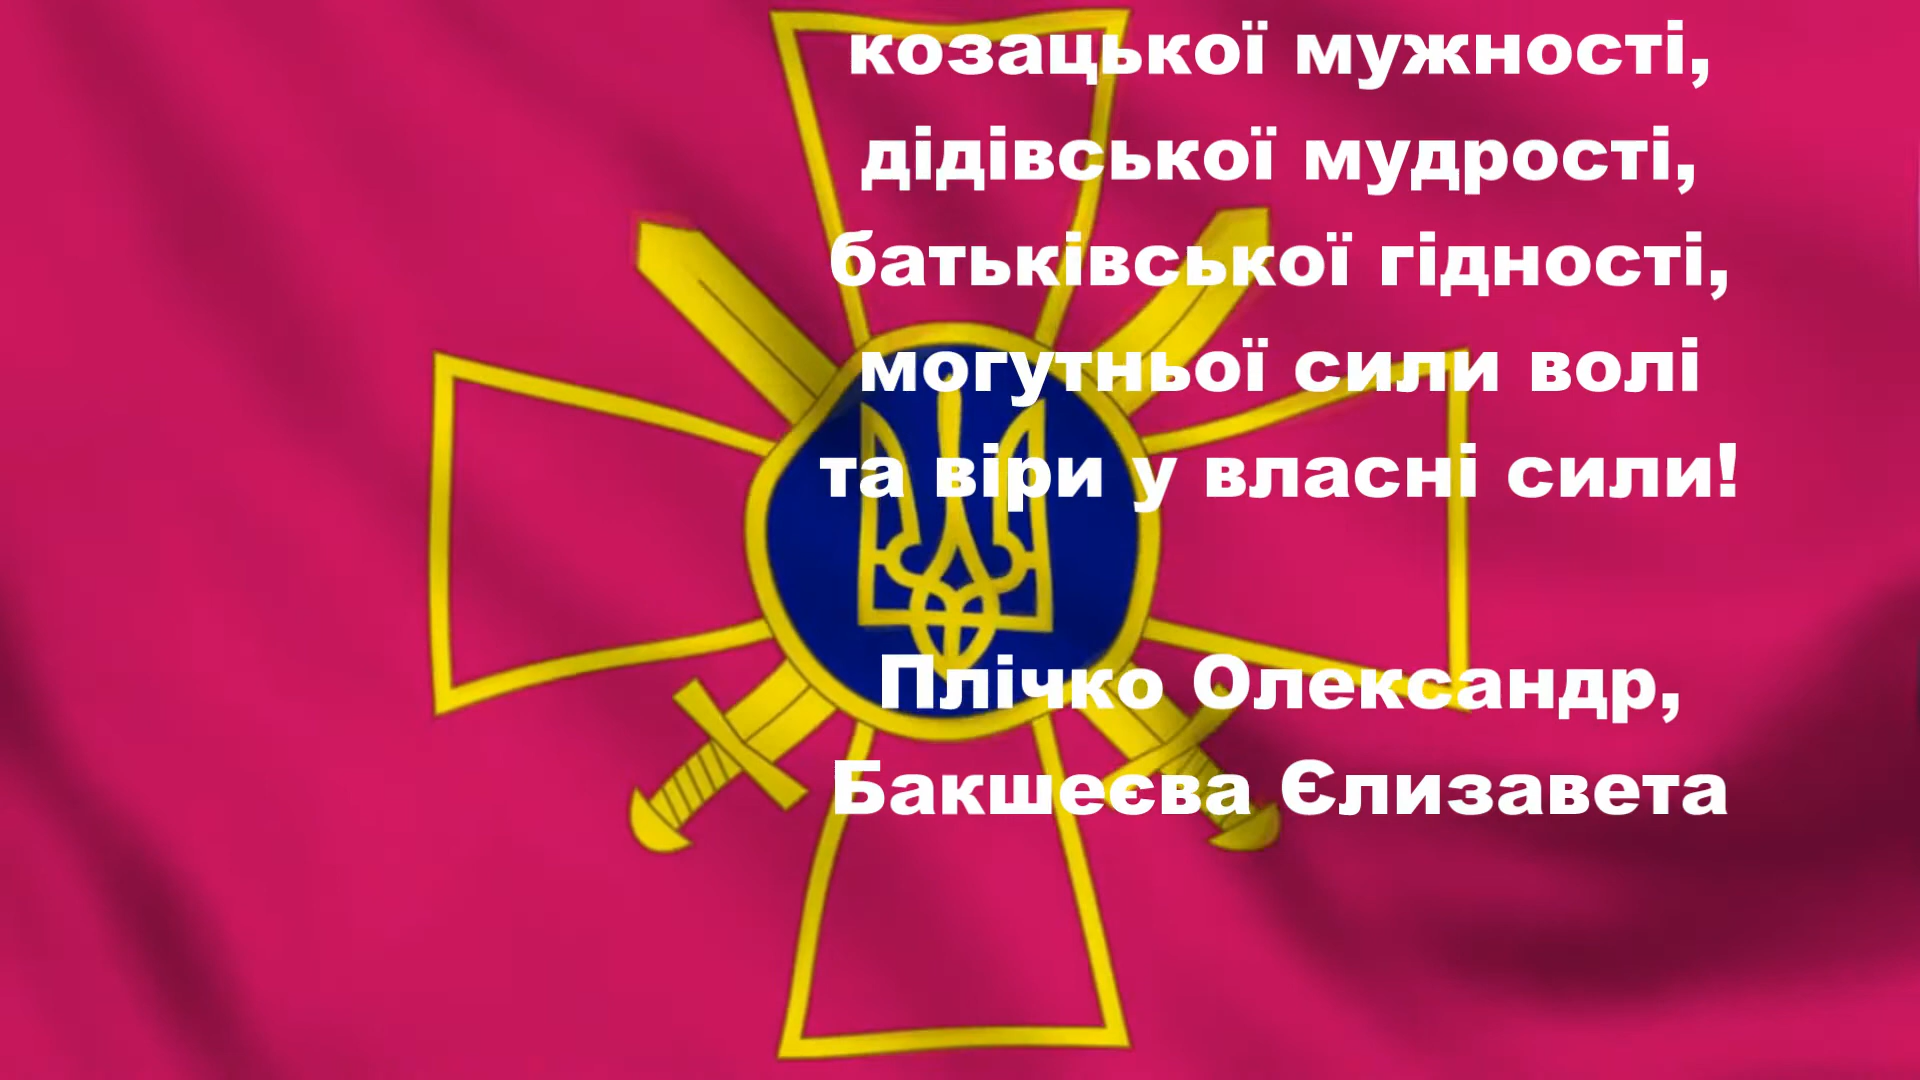 козацької мужності,
дідівської мудрості,
батьківської гідності,
могутньої сили волі
та віри у власні сили!
Плічко Олександр,
Бакшеєва Єлизавета